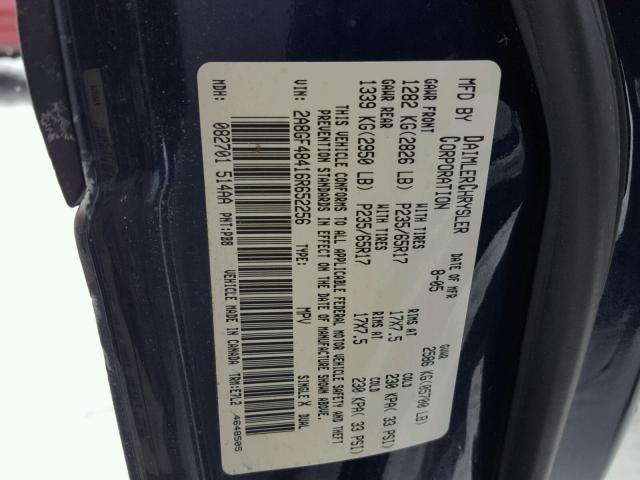 MFD BY DAIMLERCHRYSLER CORPORATION DATE OF MFR 8-05 GVWR 2586 KG(05700 LB)
GAWR FRONT WITH TIRES RIMS AT COLD
1282 KG(2826 LB) P235/65R17 17X7.5 230 KPA( 33 PSI)
GAWR REAR WITH TIRES RIMS AT COLD
1339 KG(2950 LB) P235/65R17 17X7.5 230 KPA( 33 PSI)
THIS VEHICLE CONFORMS TO ALL APPLICABLE FEDERAL MOTOR VEHICLE SAFETY AND THEFT
PREVENTION STANDARDS IN EFFECT ON THE DATE OF MANUFACTURE SHOWN ABOVE.
VIN: 2A8GF48416R652256 TYPE: MPV SINGLE X DUAL
MDH: 082701 514AA PNT:PBB VEHICLE MADE IN CANADA TRM:E7L2 A648505